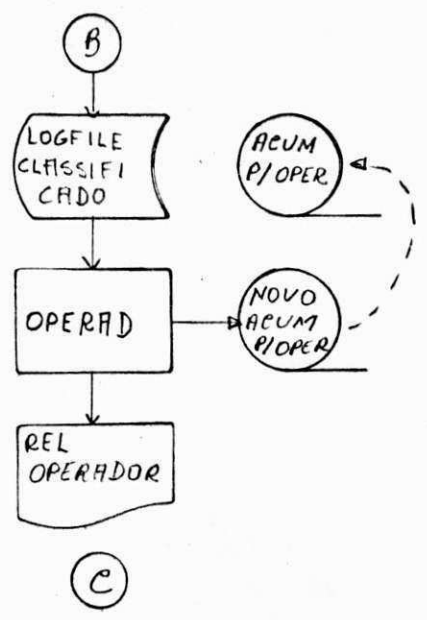 B
LOGFILE
CLASSIFI
CADO
ACUM
P/OPER
OPERAD
NOVO
ACUM
P/OPER
REL
OPERADOR
C